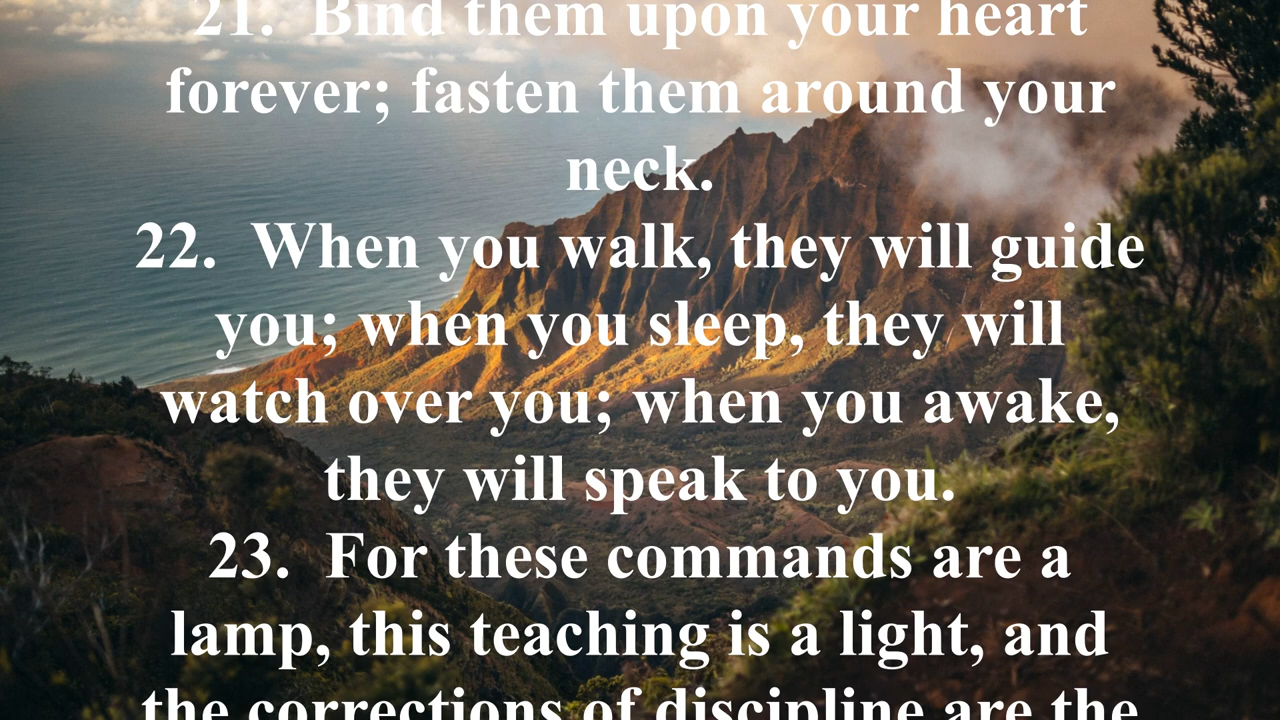 21.  Bind them upon your heart
forever; fasten them around your
neck.
22.  When you walk, they will guide
you; when you sleep, they will
watch over you; when you awake,
they will speak to you.
23.  For these commands are a
lamp, this teaching is a light, and
the corrections of discipline are the